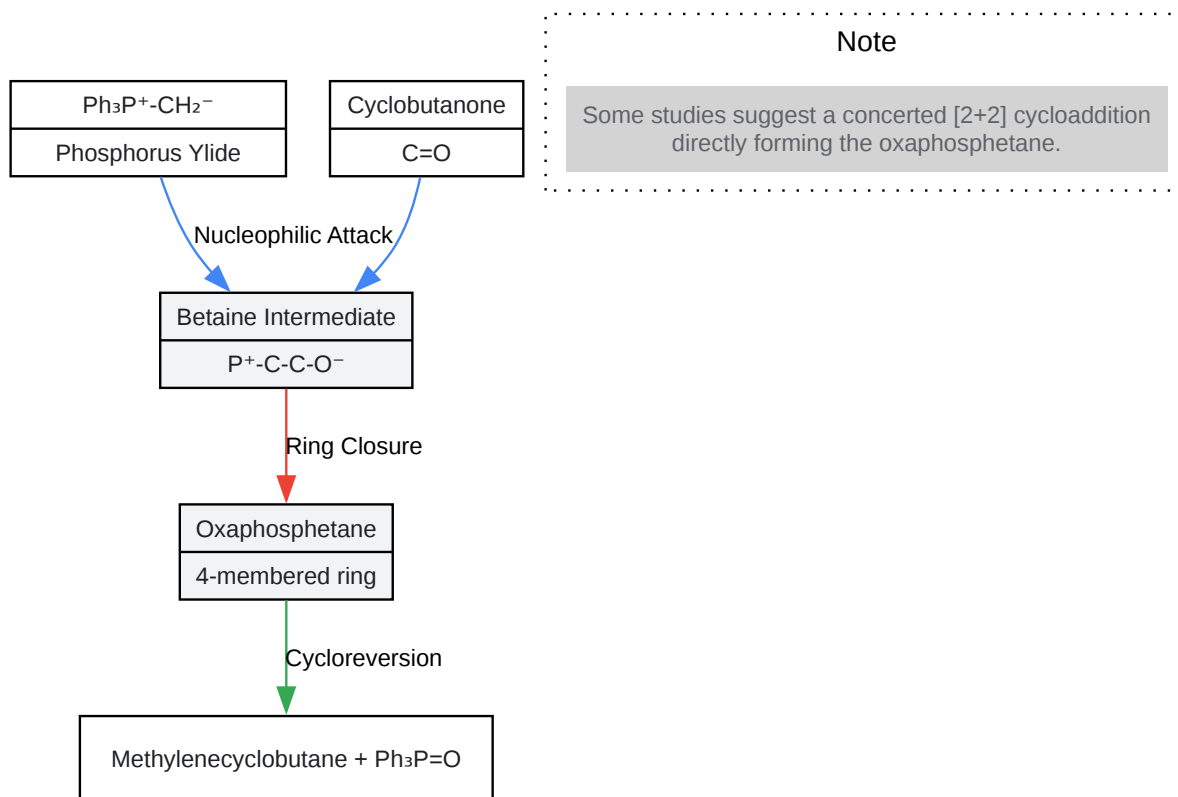 Note
Some studies suggest a concerted [2+2] cycloaddition
directly forming the oxaphosphetane.
Ph₃P⁺-CH₂⁻
Phosphorus Ylide
Cyclobutanone
C=O
Nucleophilic Attack
Betaine Intermediate
P⁺-C-C-O⁻
Ring Closure
Oxaphosphetane
4-membered ring
Cycloreversion
Methylenecyclobutane + Ph₃P=O